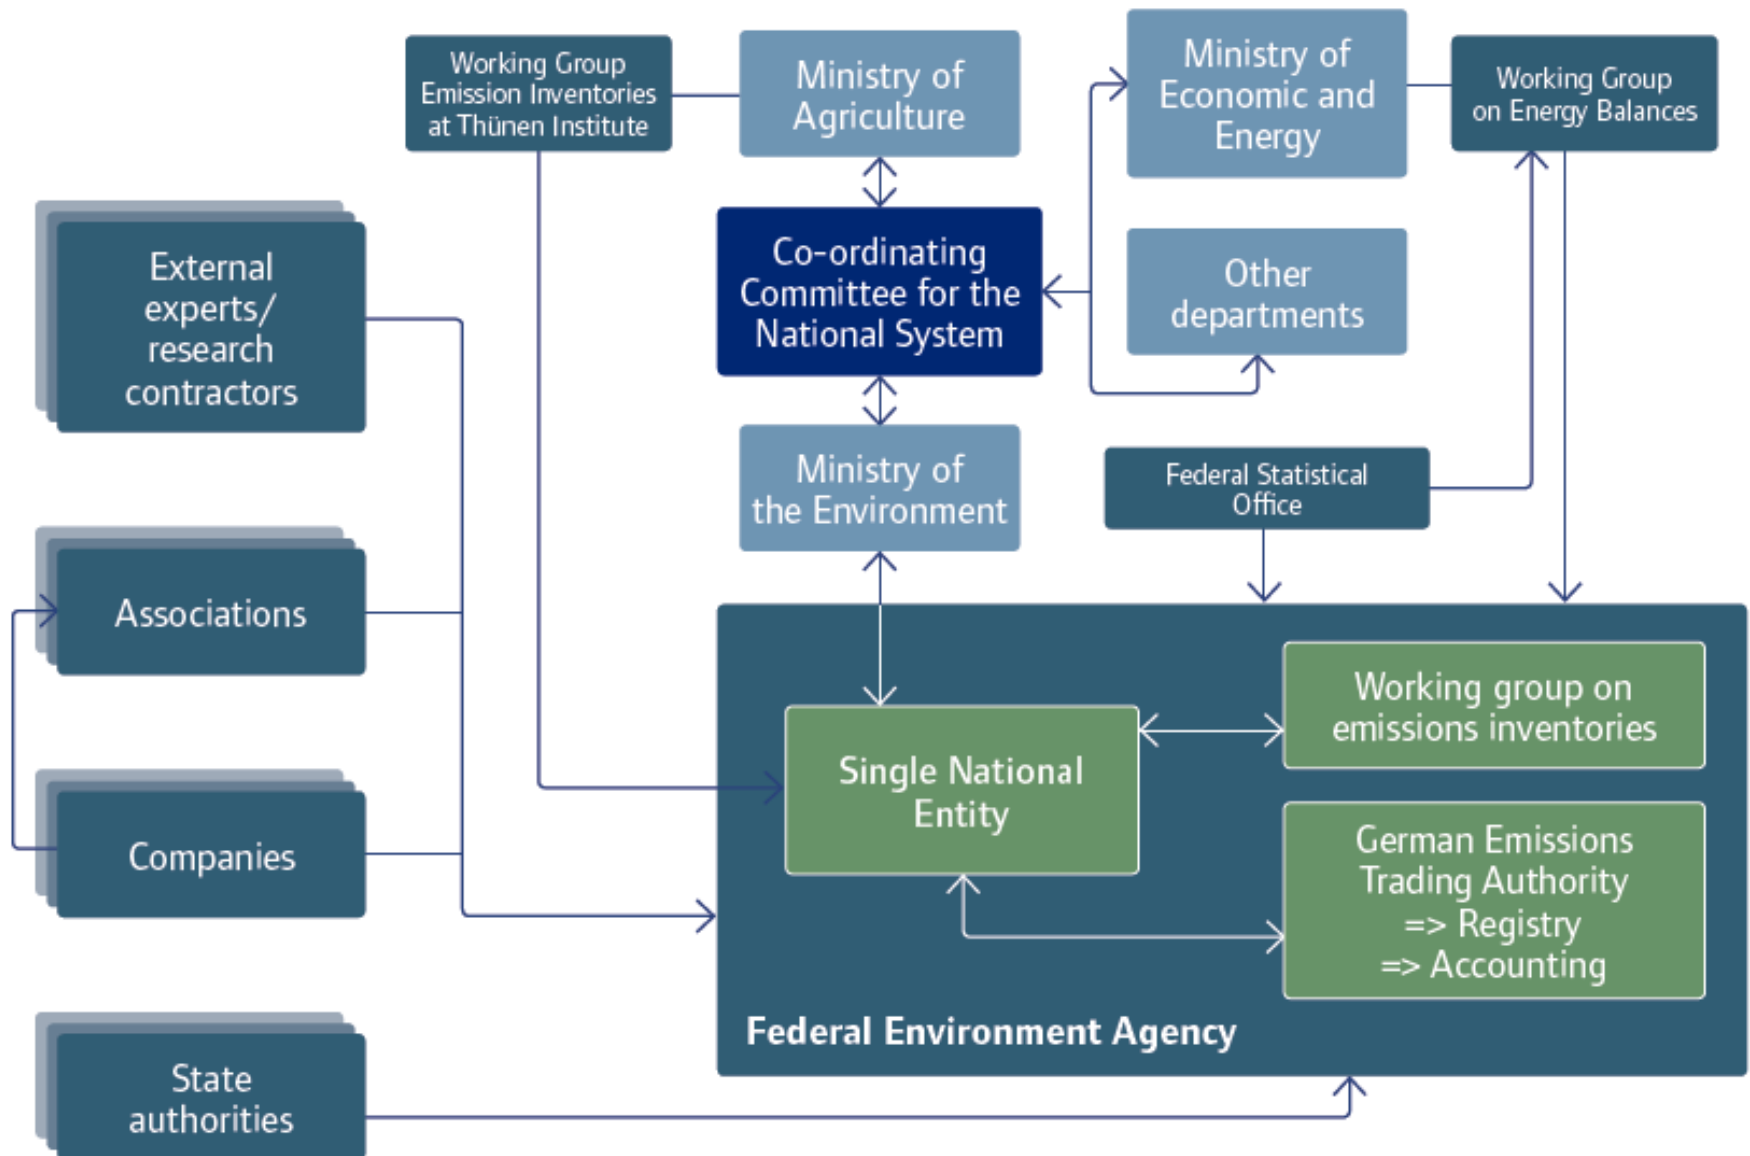 Working Group
Emission Inventories
at Thünen Institute
Ministry of
Agriculture
Ministry of
Economic and
Energy
Working Group
on Energy Balances
External
experts/
research
contractors
Co-ordinating
Committee for the
National System
Other
departments
Ministry of
the Environment
Federal Statistical
Office
Associations
Working group on
emissions inventories
Single National
Entity
Companies
German Emissions
Trading Authority
=> Registry
=> Accounting
Federal Environment Agency
State
authorities